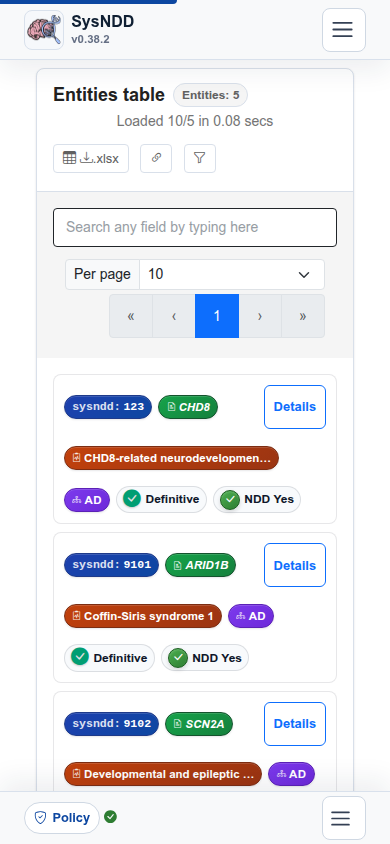 SysNDD
v0.38.2
Entities table Entities: 5
Loaded 10/5 in 0.08 secs
.xlsx
Search any field by typing here
Per page 10
« ‹ 1 › »
sysndd: 123 CHD8 Details
CHD8-related neurodevelopmen...
AD Definitive NDD Yes
sysndd: 9101 ARID1B Details
Coffin-Siris syndrome 1 AD
Definitive NDD Yes
sysndd: 9102 SCN2A Details
Developmental and epileptic ... AD
Policy